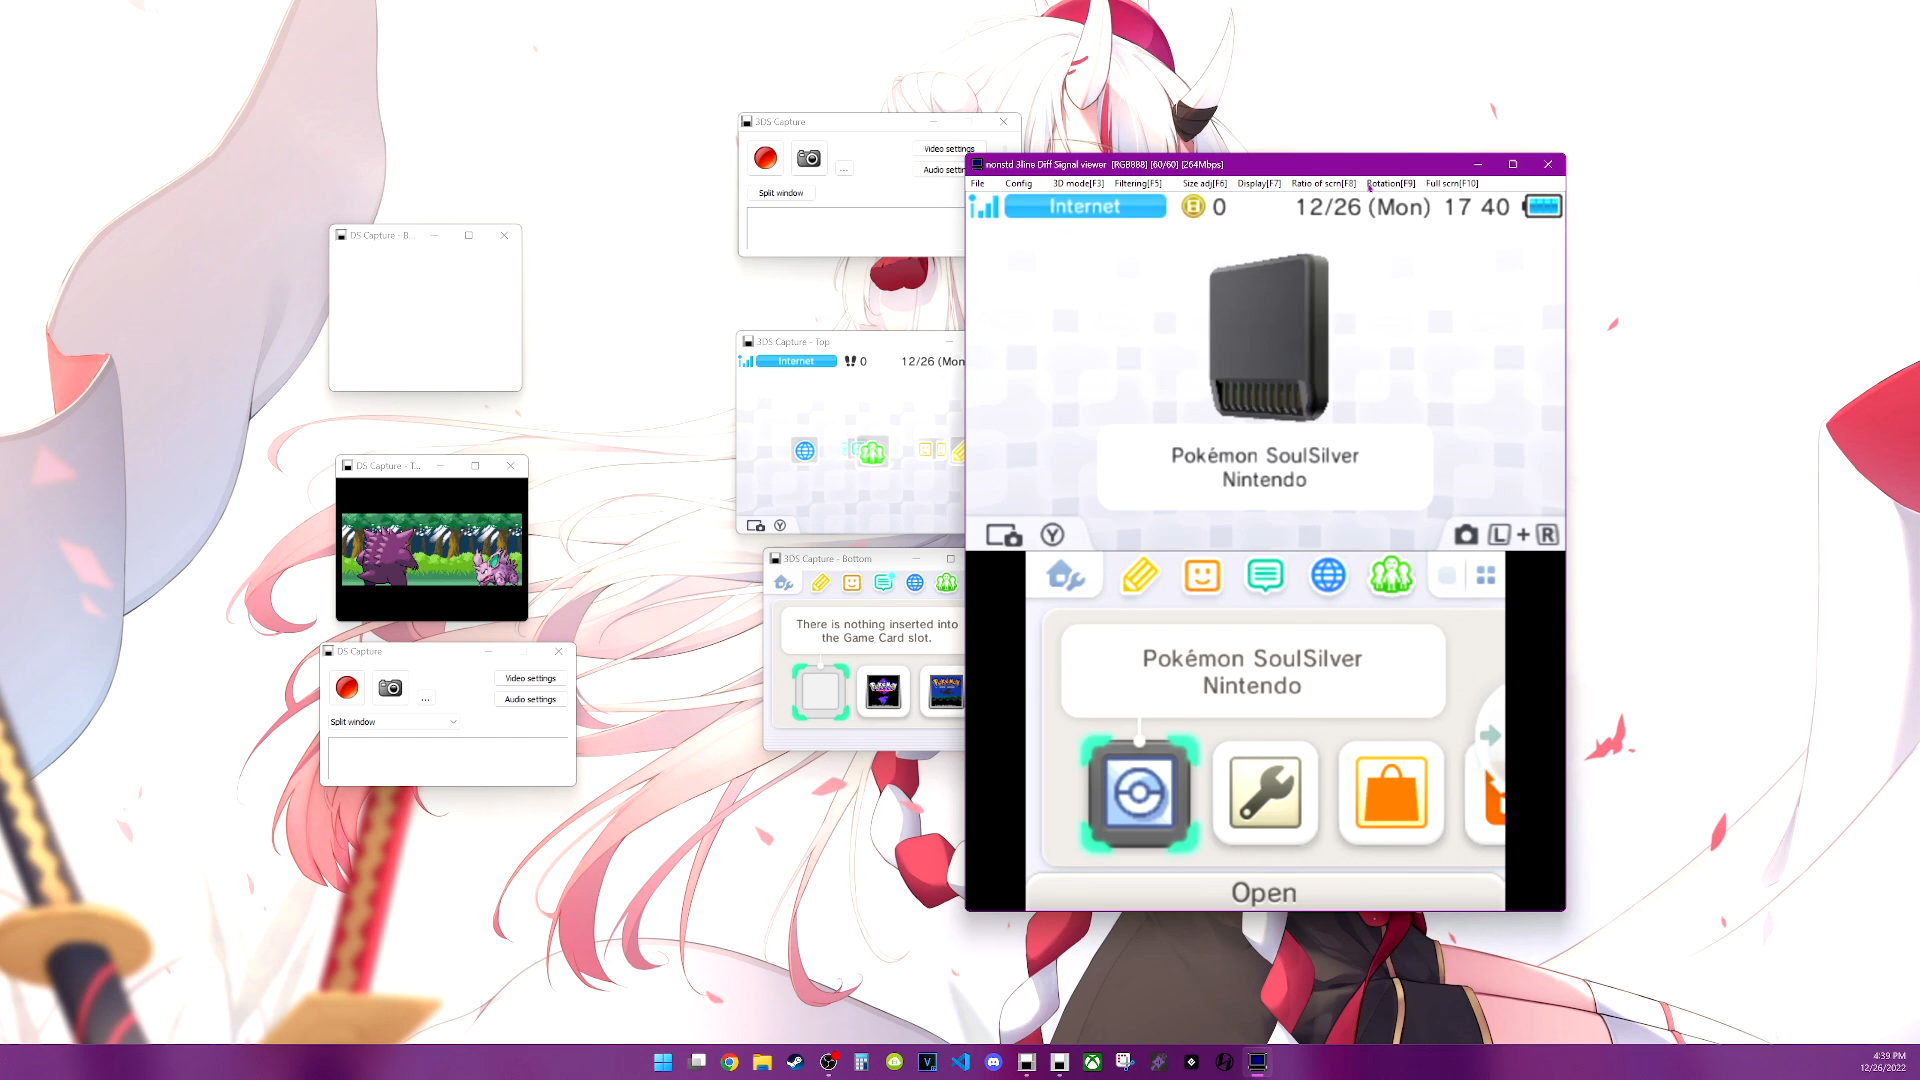 3DS Capture
Video settings
Audio settin
...
Split window
nonstd 3line Diff Signal viewer [RGB888] [60/60] [264Mbps]
File Config 3D mode[F3] Filtering[F5] Size adj[F6] Display[F7] Ratio of scrn[F8] Rotation[F9] Full scrn[F10]
Internet 0 12/26 (Mon) 17 40
Pokémon SoulSilver
Nintendo
Y
L + R
Pokémon SoulSilver
Nintendo
Open
DS Capture - B...
3DS Capture - Top
Internet 0 12/26 (Mon
Y
DS Capture - T...
3DS Capture - Bottom
There is nothing inserted into
the Game Card slot.
DS Capture
Video settings
Audio settings
...
Split window
4:39 PM
12/26/2022